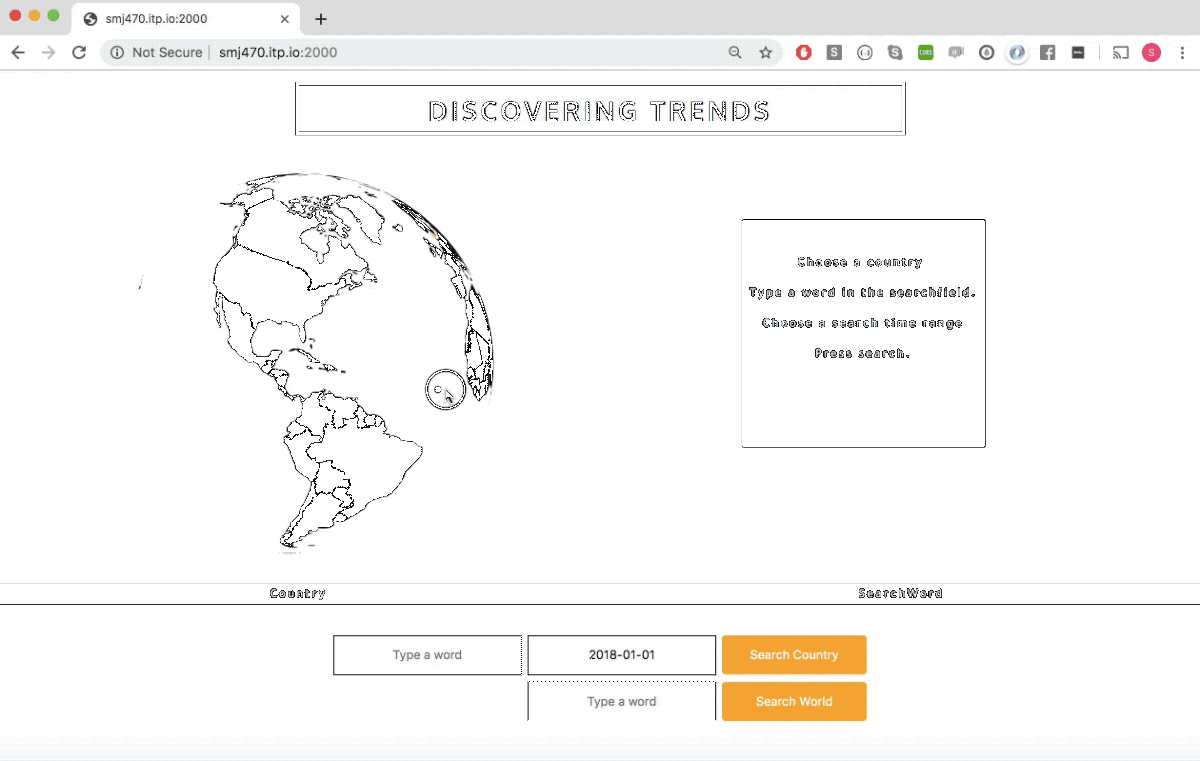 smj470.itp.io:2000
Not Secure | smj470.itp.io:2000
S
CORS
S
DISCOVERING TRENDS
Choose a country
Type a word in the searchfield.
Choose a search time range
Press search.
Country SearchWord
Type a word 2018-01-01 Search Country
Type a word Search World